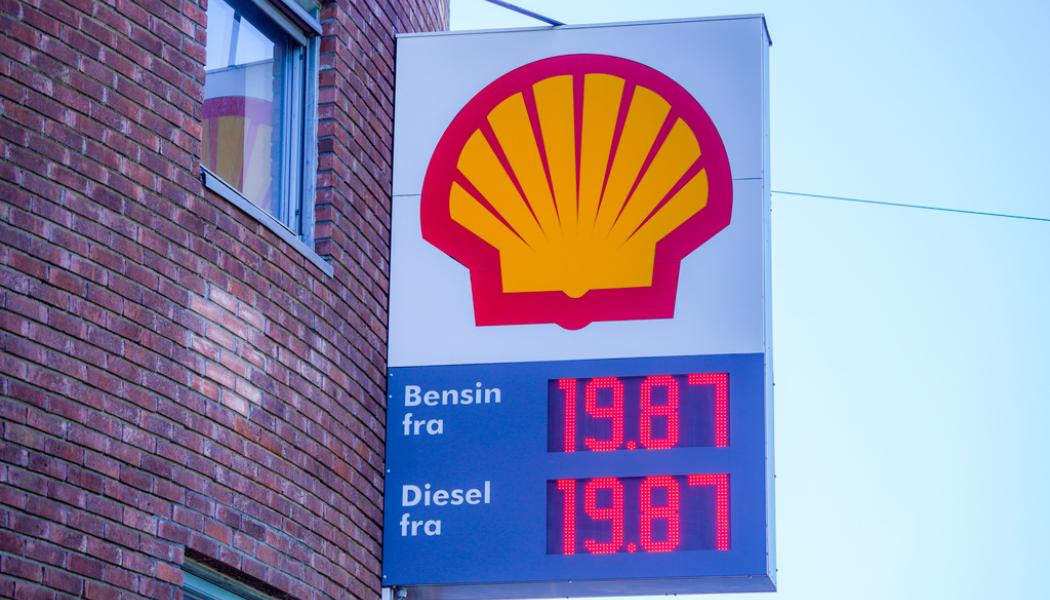 Bensin 19.87
fra
Diesel 19.87
fra